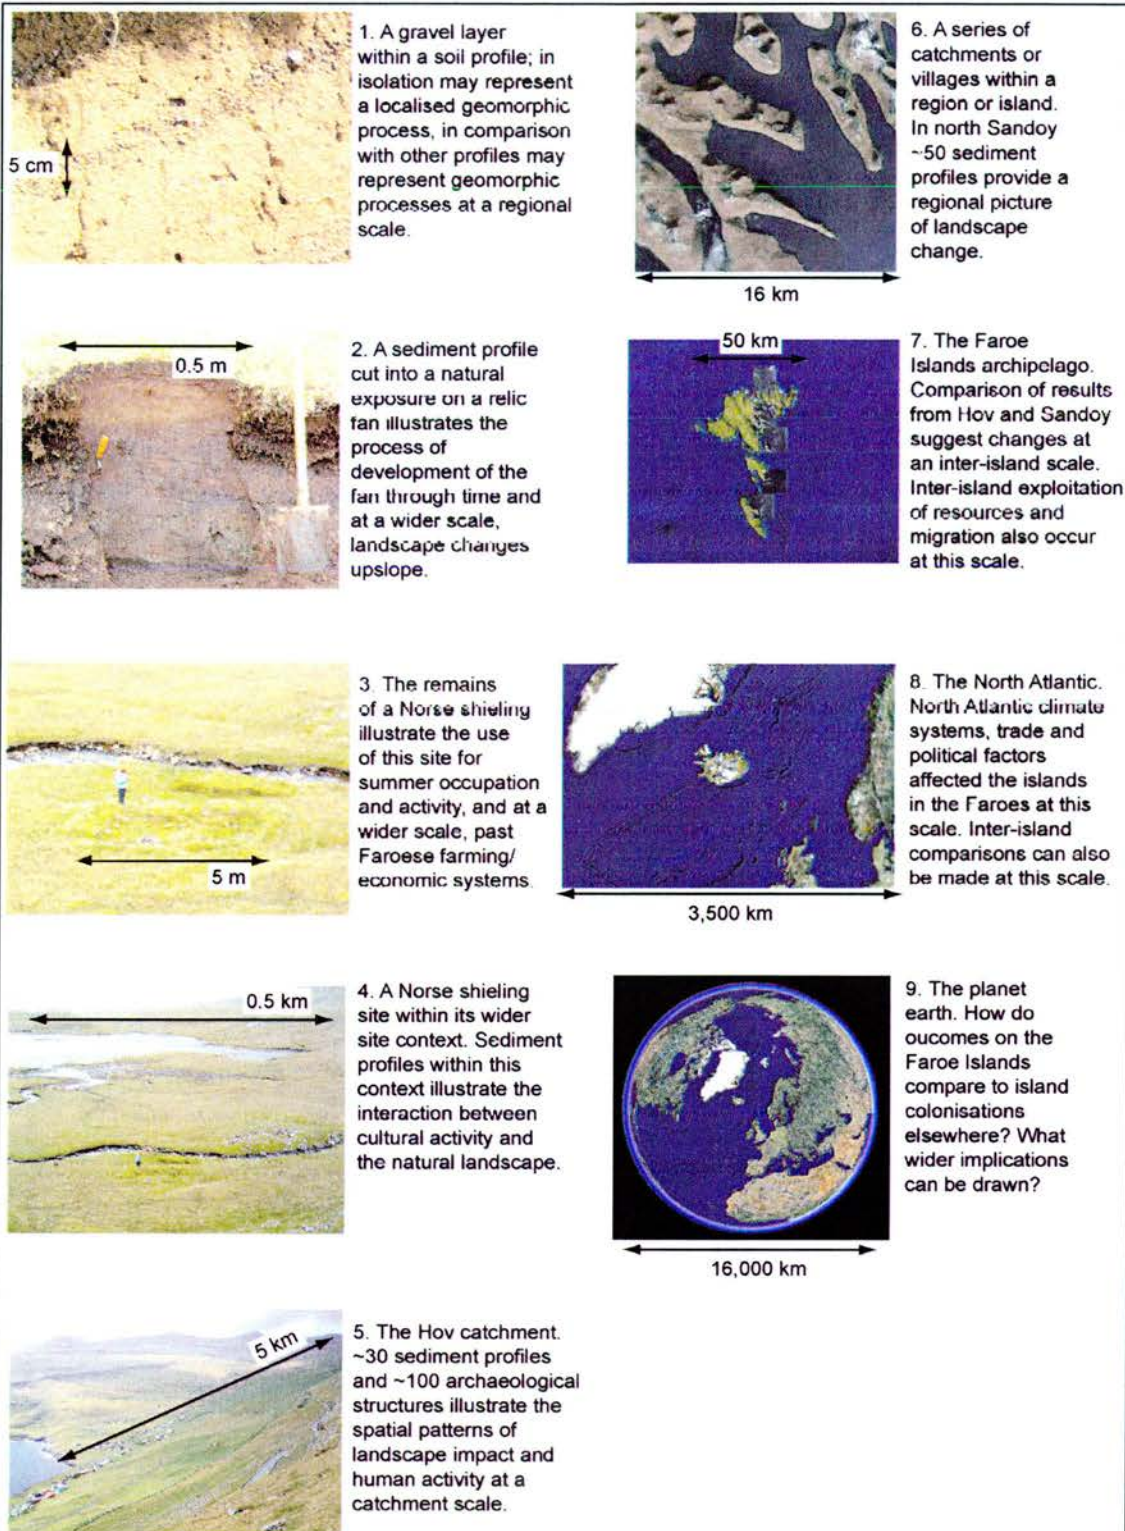 1. A gravel layer
within a soil profile; in
isolation may represent
a localised geomorphic
process, in comparison
with other profiles may
represent geomorphic
processes at a regional
scale.
5 cm
0.5 m
2. A sediment profile
cut into a natural
exposure on a relic
fan illustrates the
process of
development of the
fan through time and
at a wider scale,
landscape changes
upslope.
3. The remains
of a Norse shieling
illustrate the use
of this site for
summer occupation
and activity, and at a
wider scale, past
Faroese farming/
economic systems.
5 m
0.5 km
4. A Norse shieling
site within its wider
site context. Sediment
profiles within this
context illustrate the
interaction between
cultural activity and
the natural landscape.
5 km
5. The Hov catchment.
~30 sediment profiles
and ~100 archaeological
structures illustrate the
spatial patterns of
landscape impact and
human activity at a
catchment scale.
6. A series of
catchments or
villages within a
region or island.
In north Sandoy
~50 sediment
profiles provide a
regional picture
of landscape
change.
16 km
50 km
7. The Faroe
Islands archipelago.
Comparison of results
from Hov and Sandoy
suggest changes at
an inter-island scale.
Inter-island exploitation
of resources and
migration also occur
at this scale.
8. The North Atlantic.
North Atlantic climate
systems, trade and
political factors
affected the islands
in the Faroes at this
scale. Inter-island
comparisons can also
be made at this scale.
3,500 km
9. The planet
earth. How do
oucomes on the
Faroe Islands
compare to island
colonisations
elsewhere? What
wider implications
can be drawn?
16,000 km